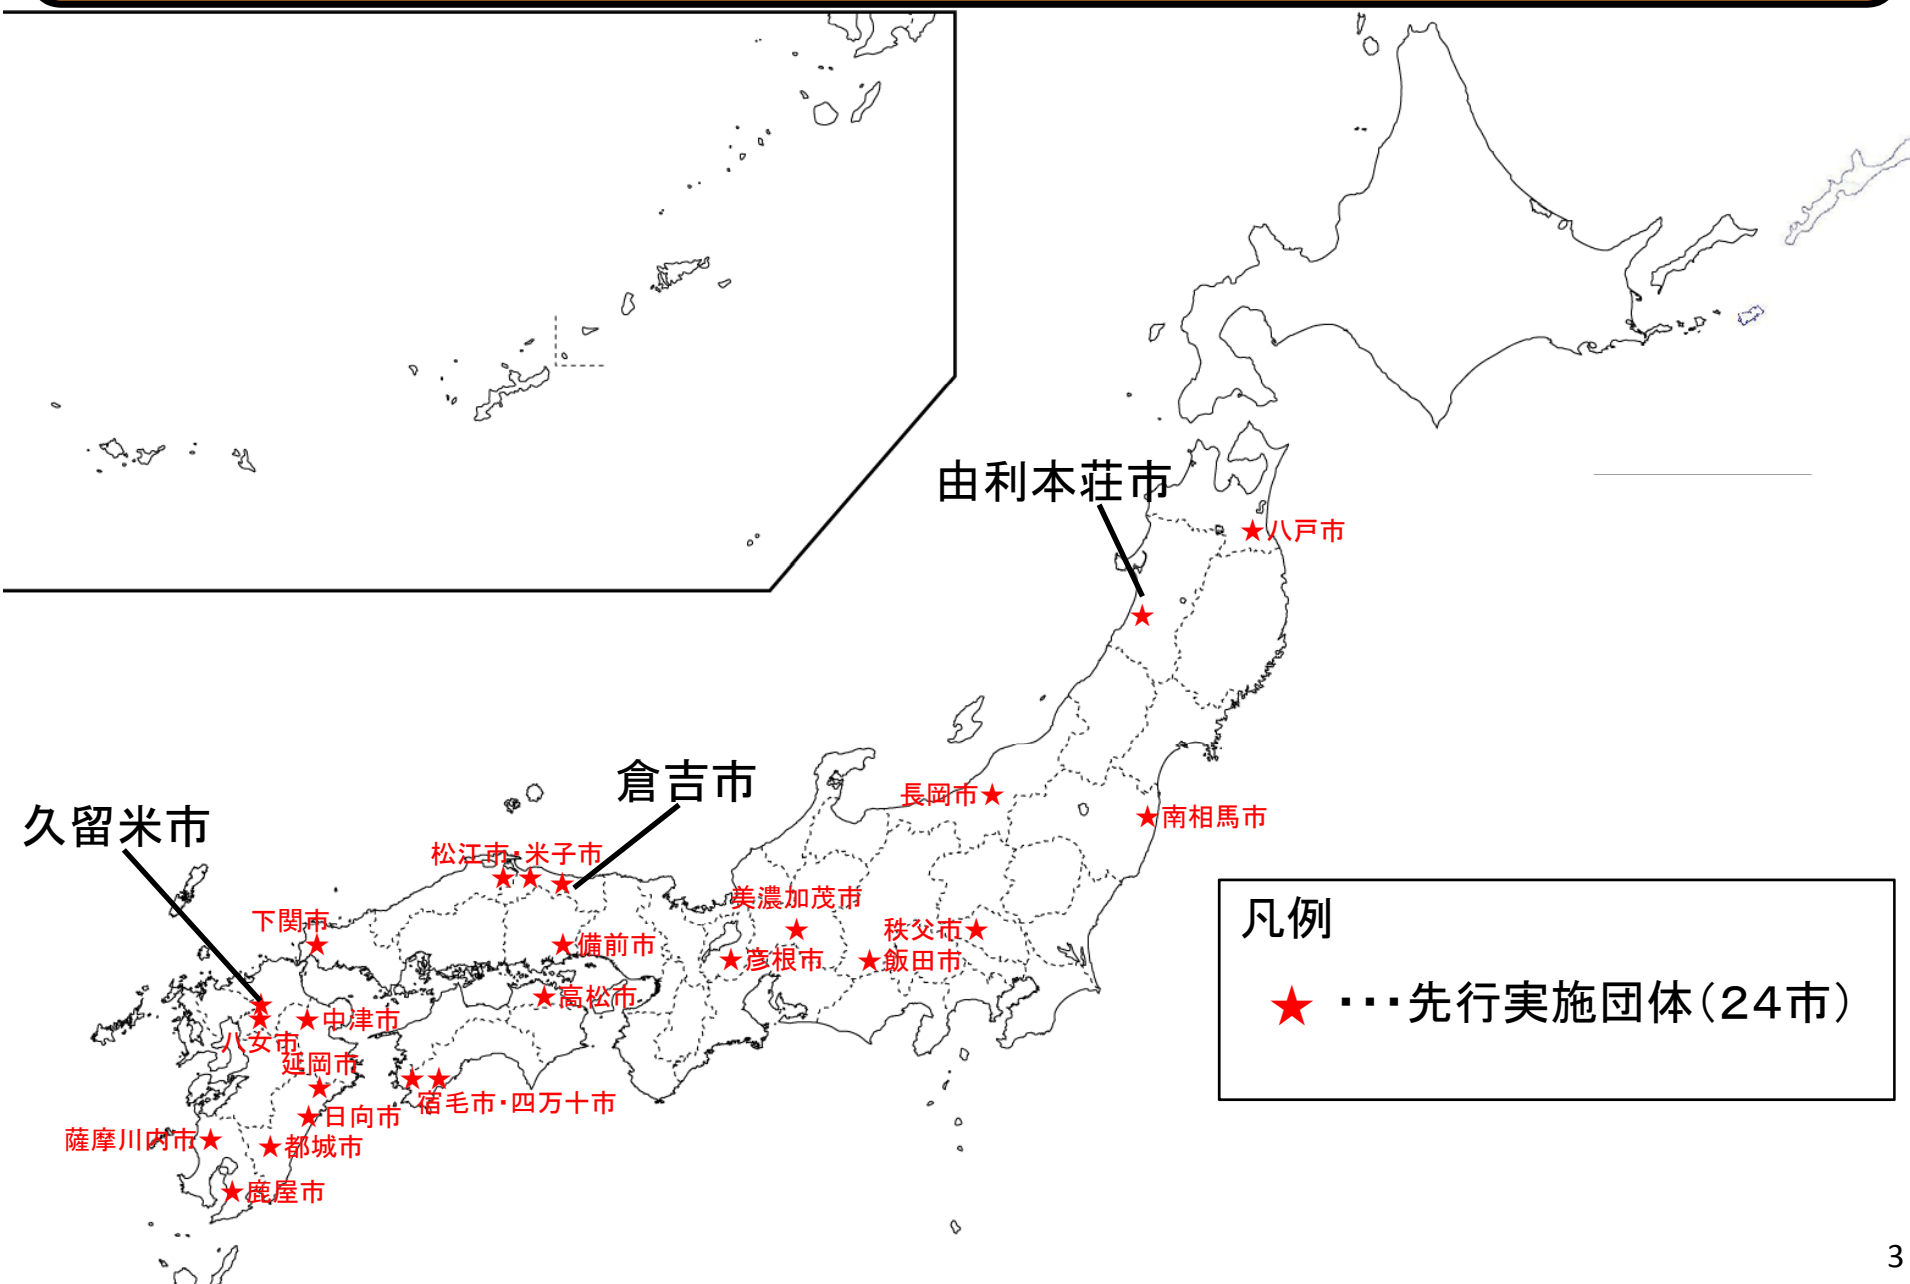 由利本荘市
八戸市
倉吉市
長岡市
南相馬市
久留米市
松江市・米子市
美濃加茂市
下関市
備前市
秩父市
彦根市
飯田市
高松市
中津市
八女市
延岡市
宿毛市・四万十市
日向市
薩摩川内市
都城市
鹿屋市
凡例
★ ・・・先行実施団体（２４市）
3